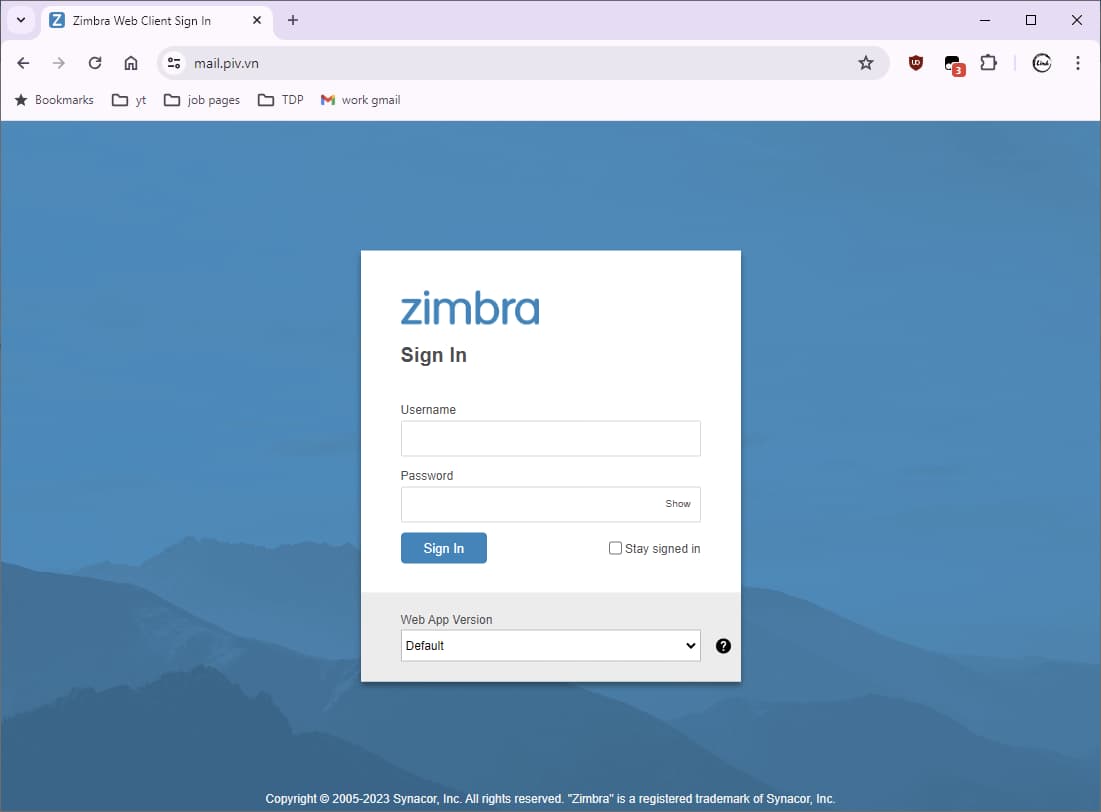 Z Zimbra Web Client Sign In
mail.piv.vn
3
Bookmarks yt job pages TDP work gmail
zimbra
Sign In
Username
Password
Show
Sign In Stay signed in
Web App Version
Default ?
Copyright © 2005-2023 Synacor, Inc. All rights reserved. "Zimbra" is a registered trademark of Synacor, Inc.